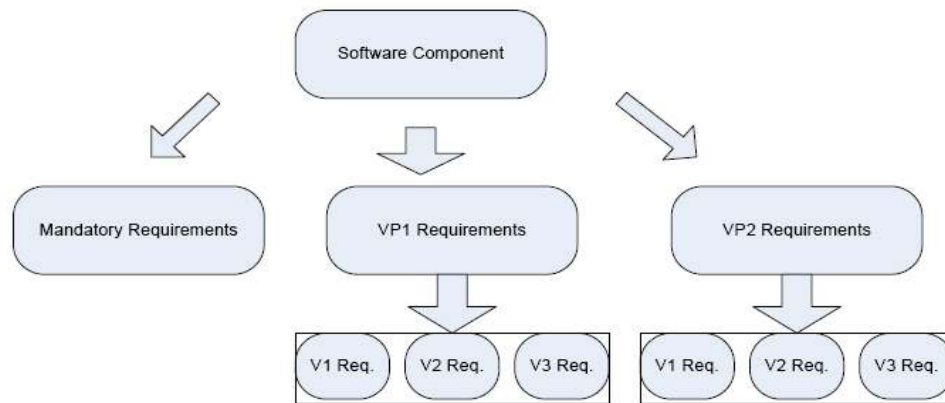 Software Component
Mandatory Requirements
VP1 Requirements
VP2 Requirements
V1 Req.
V2 Req.
V3 Req.
V1 Req.
V2 Req.
V3 Req.